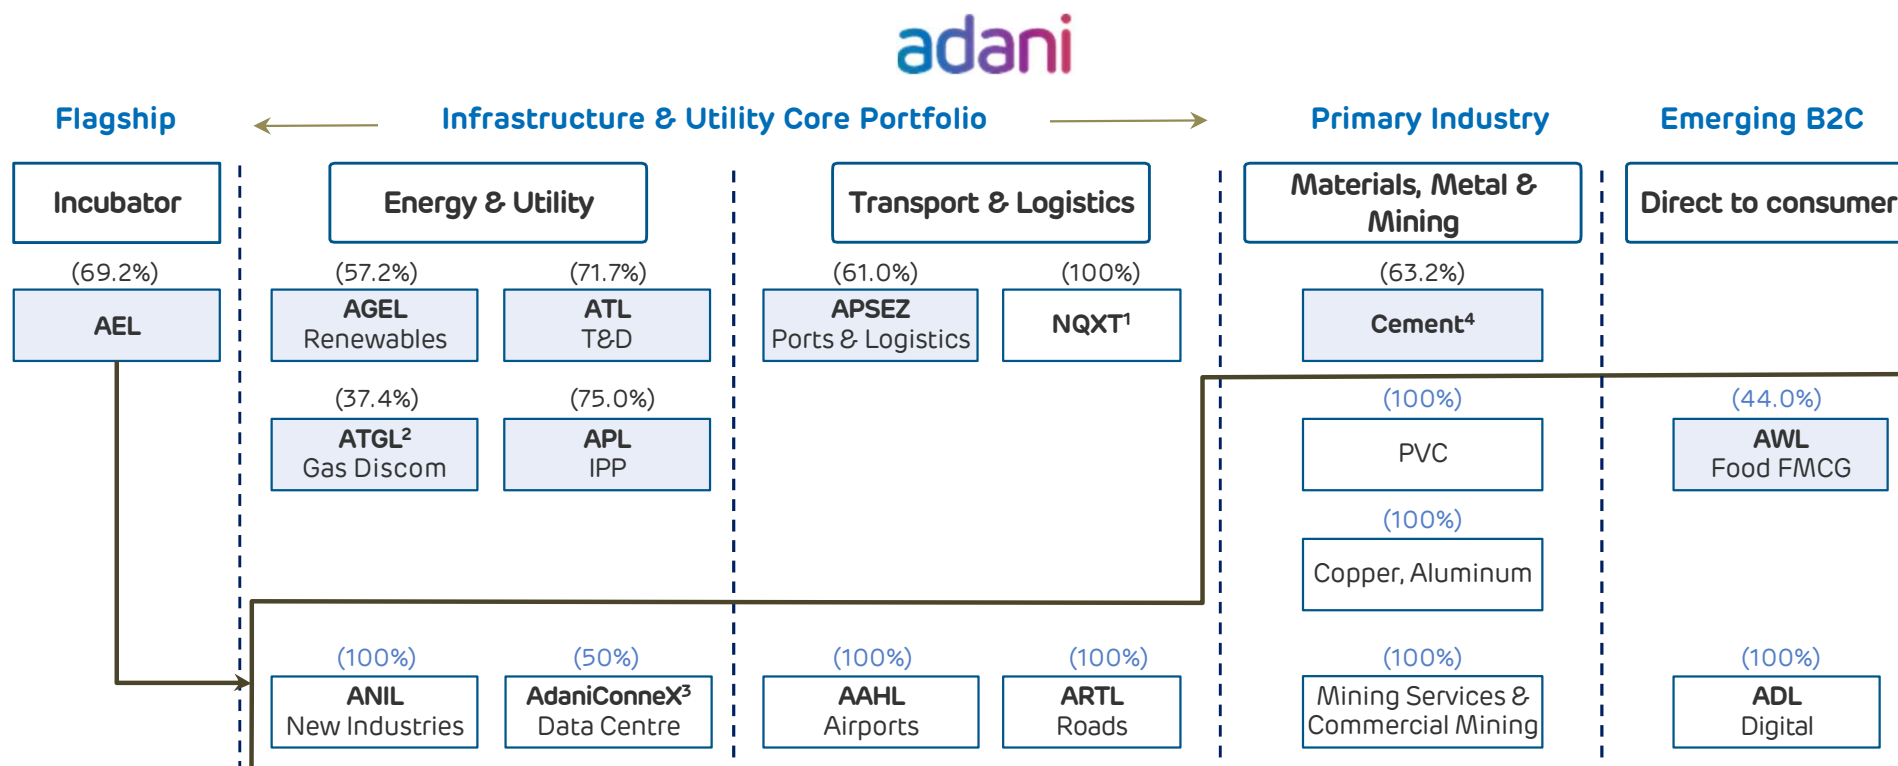 adani
Flagship
Infrastructure & Utility Core Portfolio
Primary Industry
Emerging B2C
Incubator
Energy & Utility
Transport & Logistics
Materials, Metal &
Mining
Direct to consumer
(69.2%)
(57.2%)
(71.7%)
(61.0%)
(100%)
(63.2%)
AEL
AGEL
Renewables
ATL
T&D
APSEZ
Ports & Logistics
NQXT¹
Cement⁴
(37.4%)
(75.0%)
(100%)
(44.0%)
ATGL²
Gas Discom
APL
IPP
PVC
AWL
Food FMCG
(100%)
Copper, Aluminum
(100%)
(50%)
(100%)
(100%)
(100%)
(100%)
ANIL
New Industries
AdaniConneX³
Data Centre
AAHL
Airports
ARTL
Roads
Mining Services &
Commercial Mining
ADL
Digital